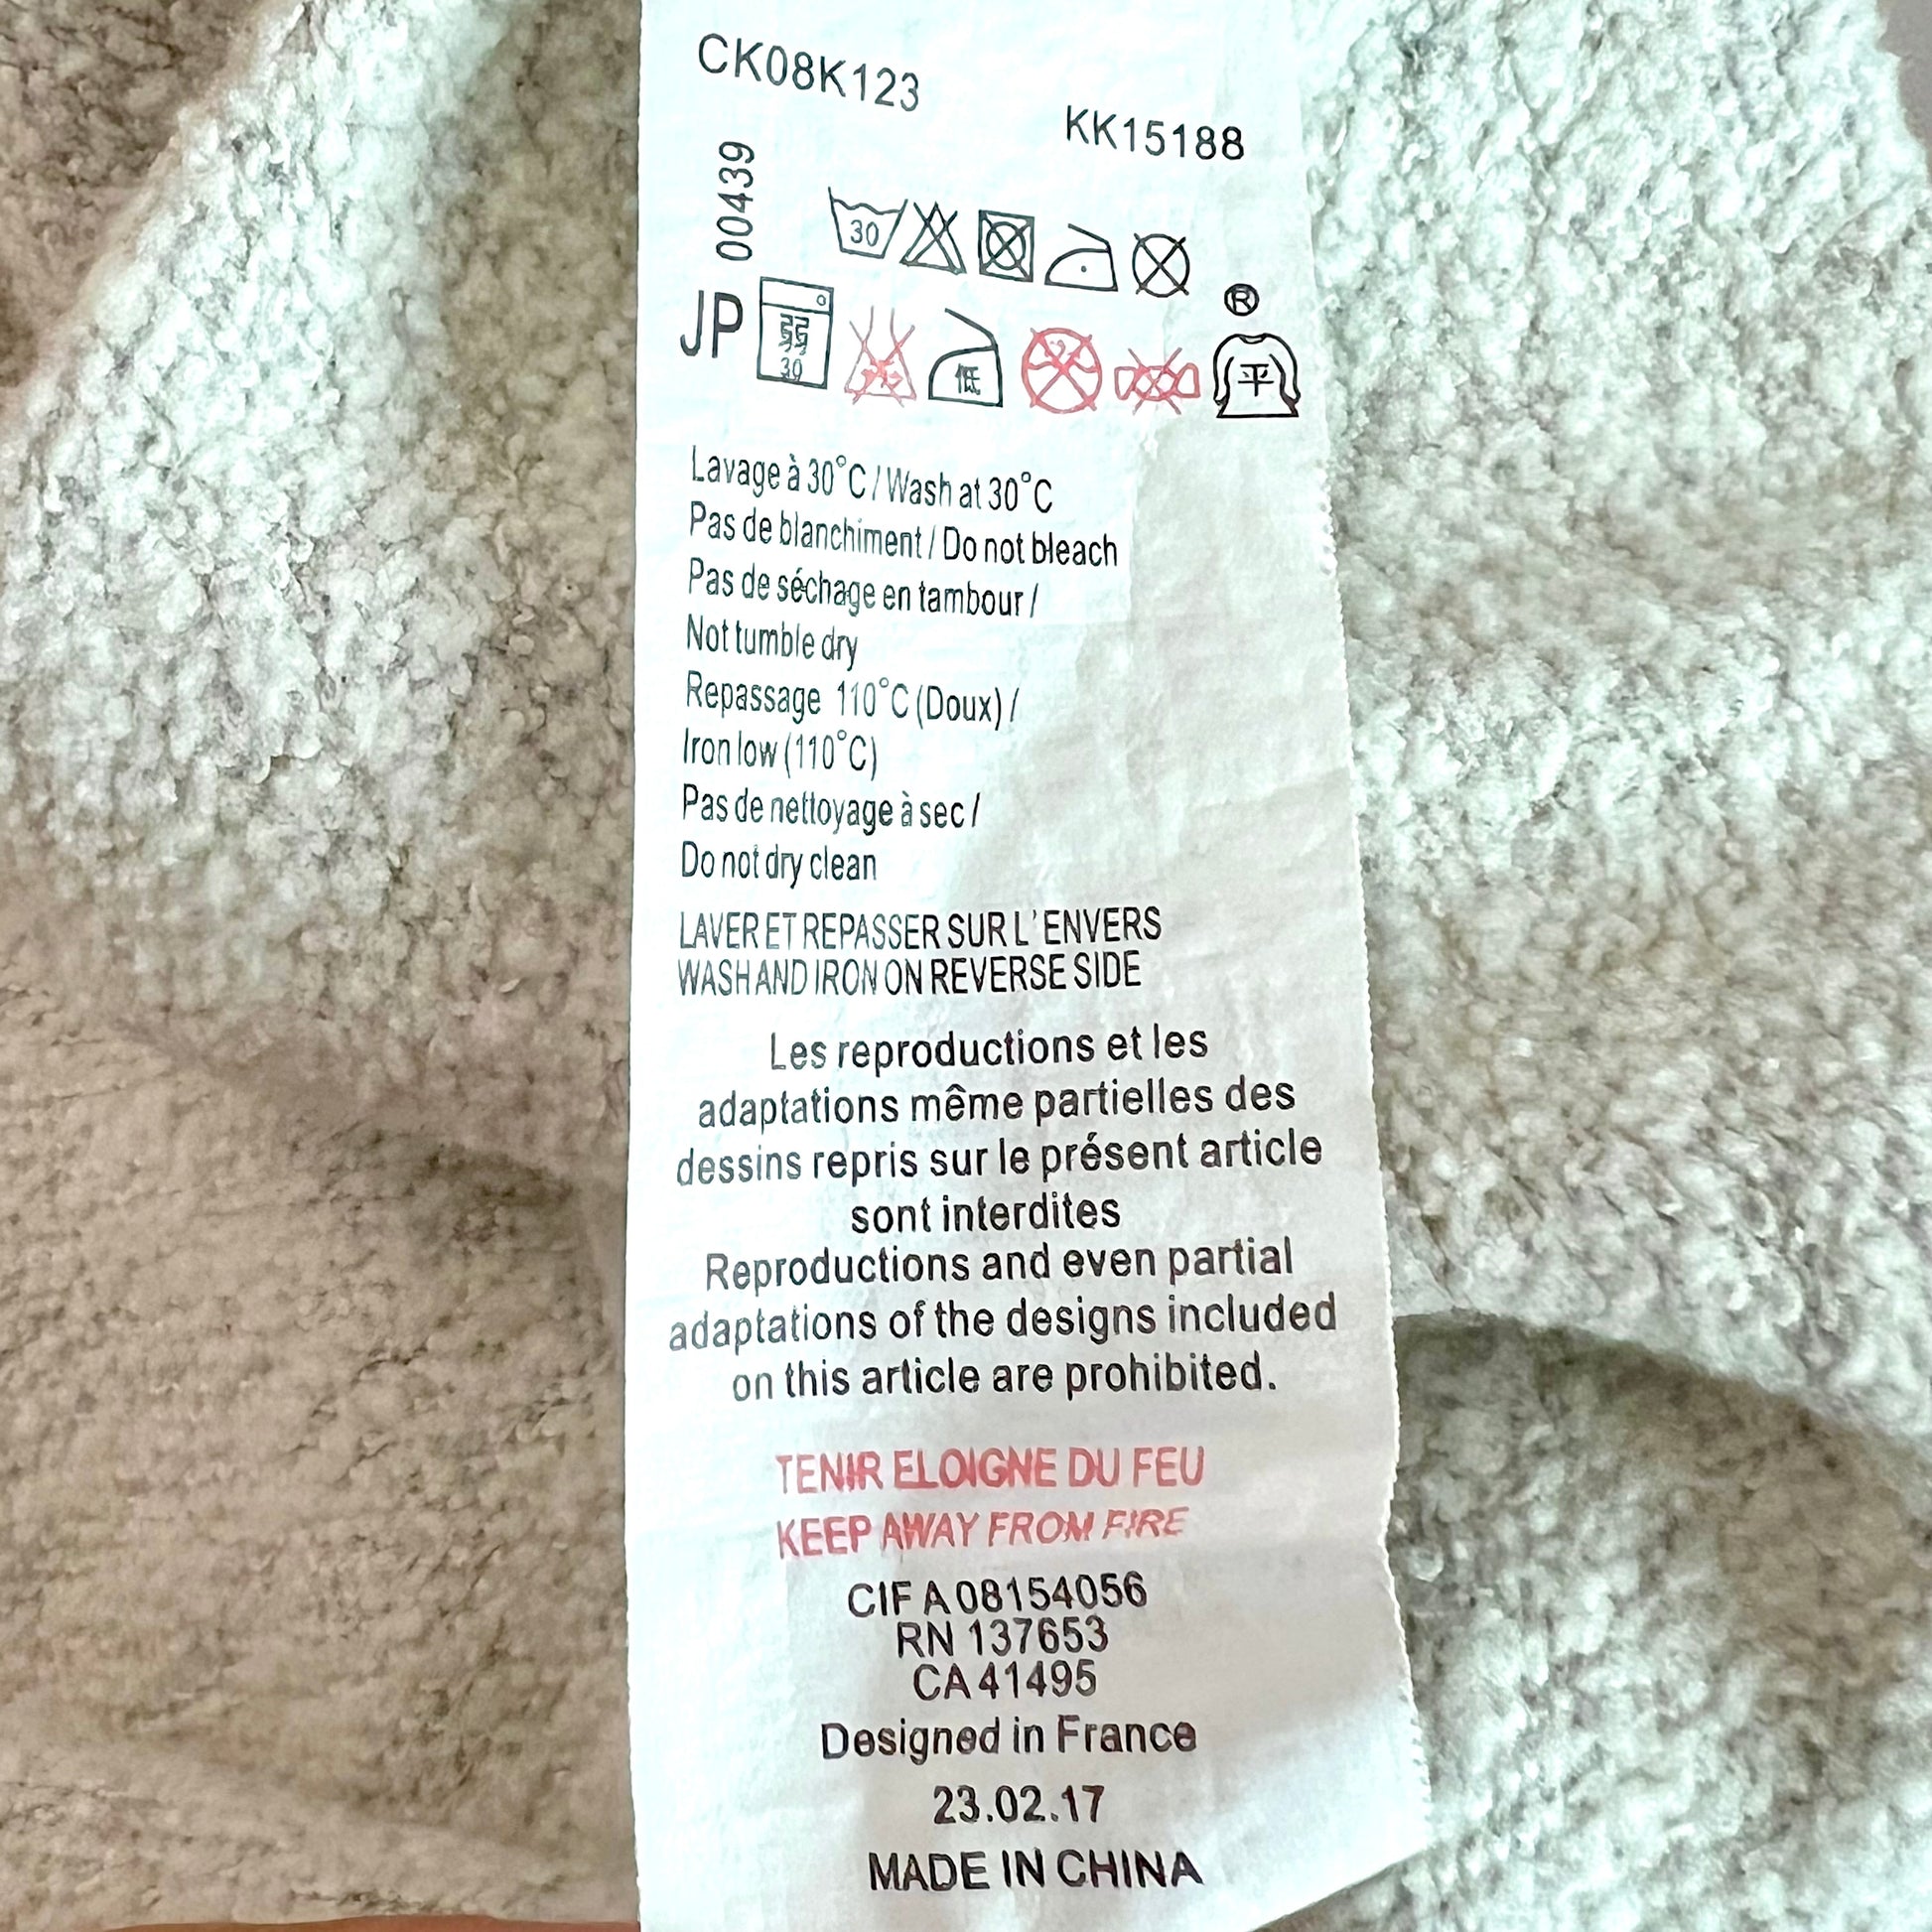 CK08K123
KK15188
00439
30
®
JP 弱 30 低 平
Lavage à 30°C / Wash at 30°C
Pas de blanchiment / Do not bleach
Pas de séchage en tambour /
Not tumble dry
Repassage 110°C (Doux) /
Iron low (110°C)
Pas de nettoyage à sec /
Do not dry clean
LAVER ET REPASSER SUR L'ENVERS
WASH AND IRON ON REVERSE SIDE
Les reproductions et les
adaptations même partielles des
dessins repris sur le présent article
sont interdites
Reproductions and even partial
adaptations of the designs included
on this article are prohibited.
TENIR ELOIGNE DU FEU
KEEP AWAY FROM FIRE
CIF A 08154056
RN 137653
CA 41495
Designed in France
23.02.17
MADE IN CHINA